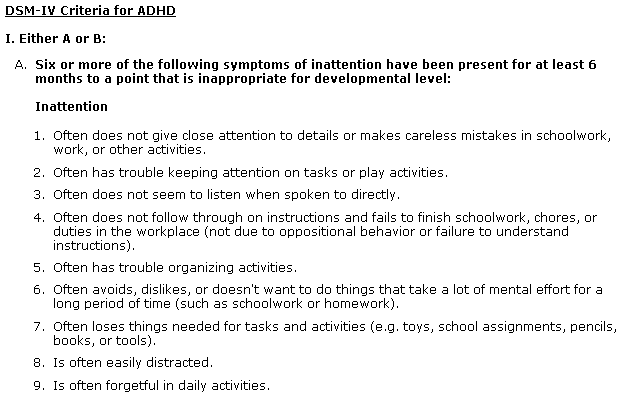 DSM-IV Criteria for ADHD
I. Either A or B:
A. Six or more of the following symptoms of inattention have been present for at least 6
months to a point that is inappropriate for developmental level:
Inattention
1. Often does not give close attention to details or makes careless mistakes in schoolwork,
work, or other activities.
2. Often has trouble keeping attention on tasks or play activities.
3. Often does not seem to listen when spoken to directly.
4. Often does not follow through on instructions and fails to finish schoolwork, chores, or
duties in the workplace (not due to oppositional behavior or failure to understand
instructions).
5. Often has trouble organizing activities.
6. Often avoids, dislikes, or doesn't want to do things that take a lot of mental effort for a
long period of time (such as schoolwork or homework).
7. Often loses things needed for tasks and activities (e.g. toys, school assignments, pencils,
books, or tools).
8. Is often easily distracted.
9. Is often forgetful in daily activities.